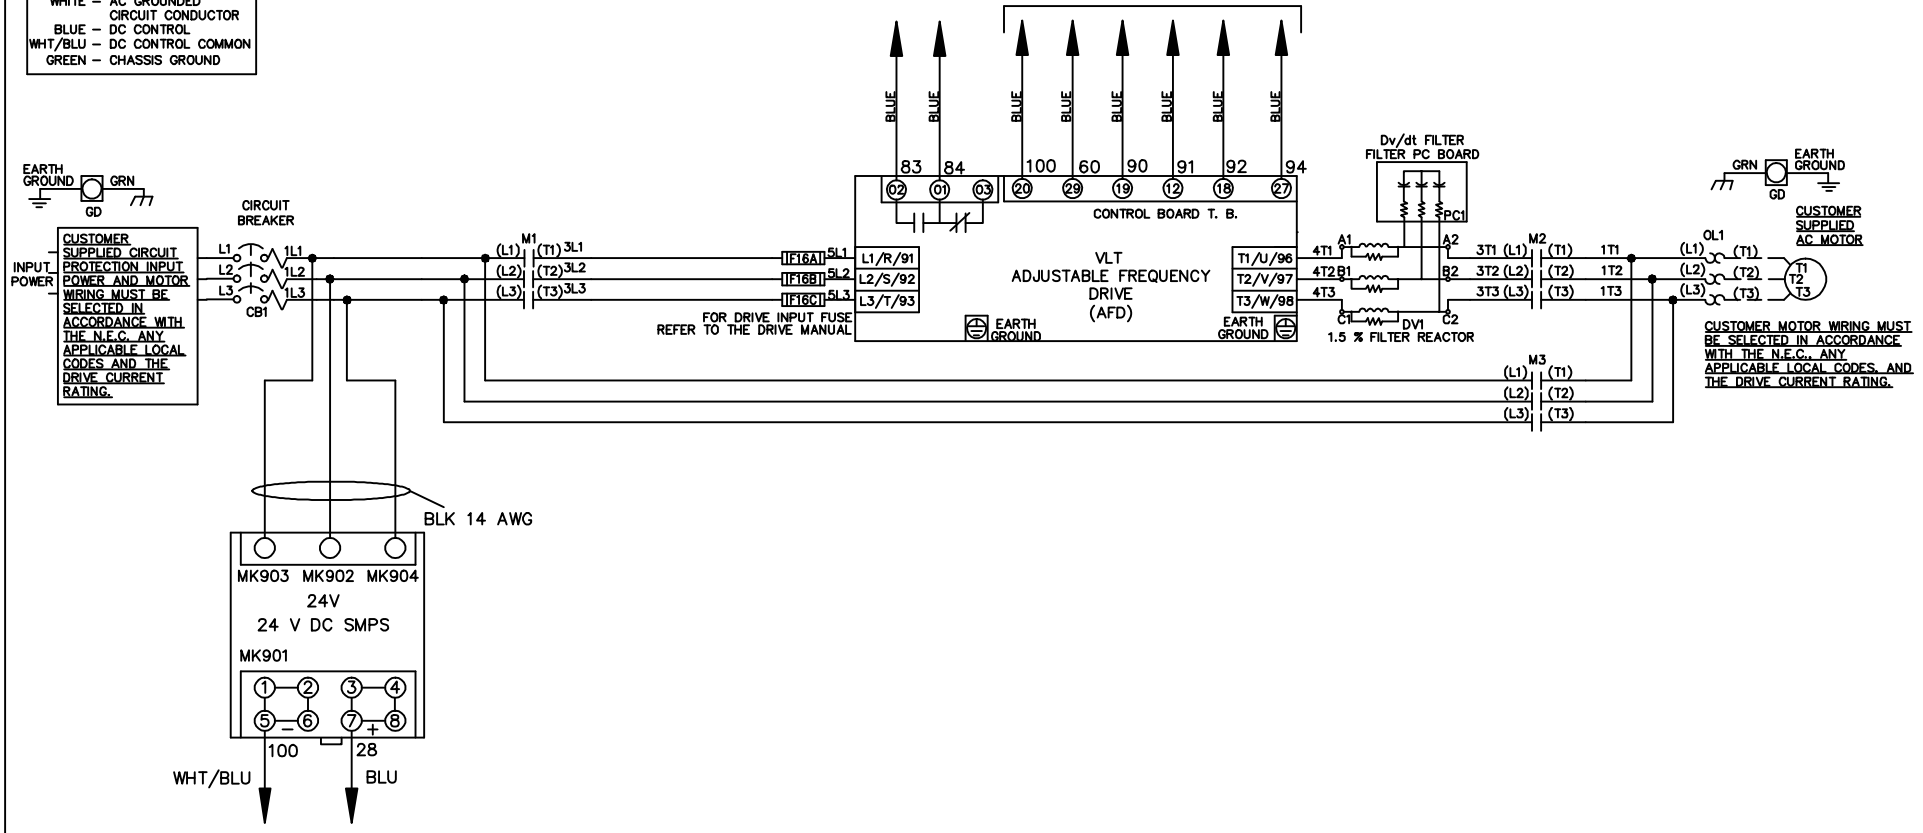 WHITE – AC GROUNDED
CIRCUIT CONDUCTOR
BLUE – DC CONTROL
WHT/BLU – DC CONTROL COMMON
GREEN – CHASSIS GROUND
BLUE
BLUE
BLUE
BLUE
BLUE
BLUE
BLUE
BLUE
83
84
100
60
90
91
92
94
02
01
03
20
29
19
12
18
27
CONTROL BOARD T. B.
VLT
ADJUSTABLE FREQUENCY
DRIVE
(AFD)
L1/R/91
L2/S/92
L3/T/93
T1/U/96
T2/V/97
T3/W/98
EARTH
GROUND
EARTH
GROUND
EARTH
GROUND
GRN
GD
CUSTOMER
SUPPLIED CIRCUIT
PROTECTION INPUT
POWER AND MOTOR
WIRING MUST BE
SELECTED IN
ACCORDANCE WITH
THE N.E.C. ANY
APPLICABLE LOCAL
CODES AND THE
DRIVE CURRENT
RATING.
INPUT
POWER
CIRCUIT
BREAKER
L1
L2
L3
1L1
1L2
1L3
CB1
M1
(L1)
(L2)
(L3)
(T1)
(T2)
(T3)
3L1
3L2
3L3
F16A
F16B
F16C
5L1
5L2
5L3
FOR DRIVE INPUT FUSE
REFER TO THE DRIVE MANUAL
Dv/dt FILTER
FILTER PC BOARD
PC1
4T1
4T2
4T3
A1
B1
C1
A2
B2
C2
DV1
1.5 % FILTER REACTOR
3T1
3T2
3T3
M2
(L1)
(L2)
(L3)
(T1)
(T2)
(T3)
1T1
1T2
1T3
OL1
(L1)
(L2)
(L3)
(T1)
(T2)
(T3)
T1
T2
T3
GRN
GD
EARTH
GROUND
CUSTOMER
SUPPLIED
AC MOTOR
CUSTOMER MOTOR WIRING MUST
BE SELECTED IN ACCORDANCE
WITH THE N.E.C., ANY
APPLICABLE LOCAL CODES, AND
THE DRIVE CURRENT RATING.
M3
(L1)
(L2)
(L3)
(T1)
(T2)
(T3)
BLK 14 AWG
MK903
MK902
MK904
24V
24 V DC SMPS
MK901
1
2
3
4
5
6
7
8
–
+
100
28
WHT/BLU
BLU